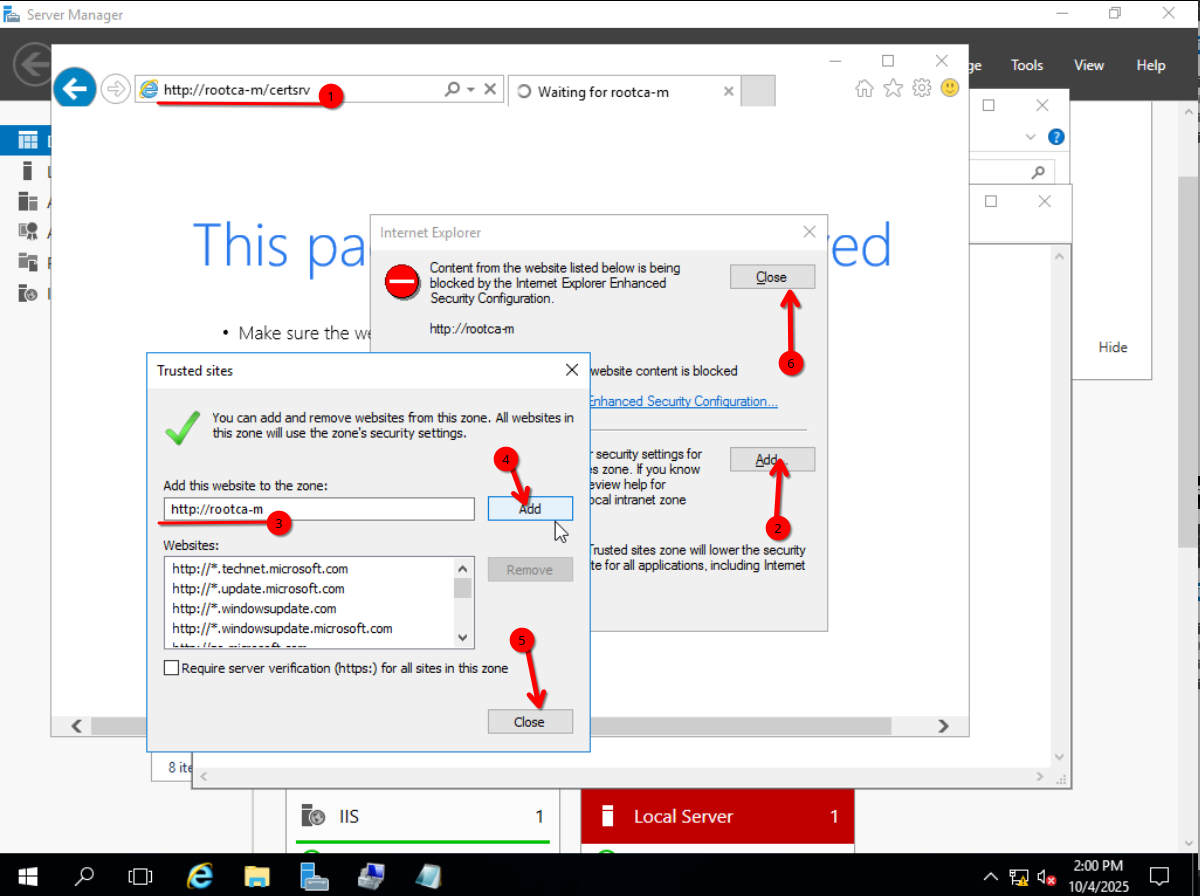 Server Manager
Tools
View
Help
http://rootca-m/certsrv
1
Waiting for rootca-m
This pa
ed
Internet Explorer
Content from the website listed below is being
blocked by the Internet Explorer Enhanced
Security Configuration.
Close
http://rootca-m
6
• Make sure the we
Hide
website content is blocked
Enhanced Security Configuration...
security settings for
zone. If you know
eview help for
ocal intranet zone
Add...
2
Trusted sites zone will lower the security
te for all applications, including Internet
Trusted sites
You can add and remove websites from this zone. All websites in
this zone will use the zone's security settings.
4
Add this website to the zone:
http://rootca-m
3
Add
Websites:
http://*.technet.microsoft.com
http://*.update.microsoft.com
http://*.windowsupdate.com
http://*.windowsupdate.microsoft.com
Remove
5
Require server verification (https:) for all sites in this zone
Close
8 ite
IIS
1
Local Server
1
2:00 PM
10/4/2025